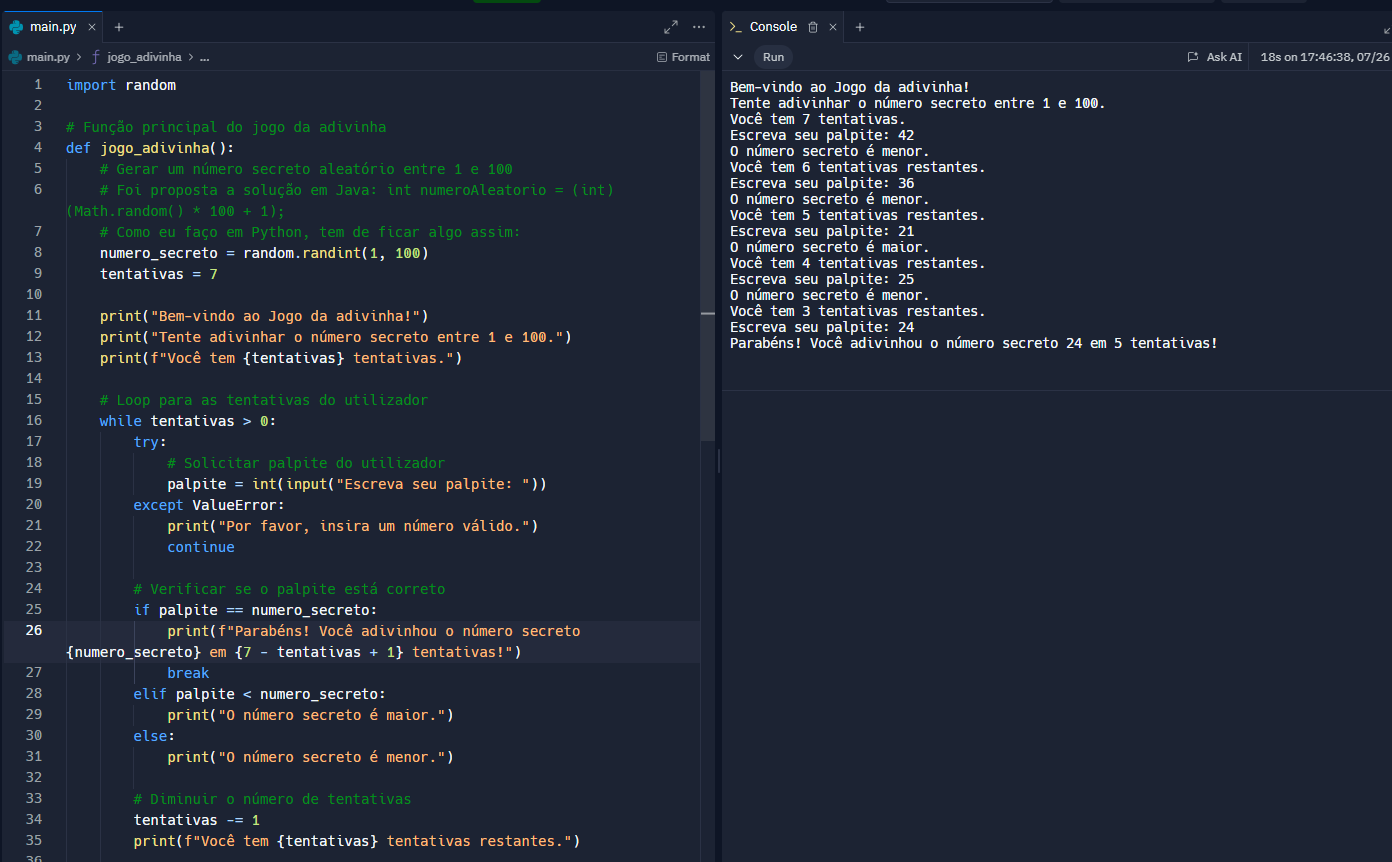 main.py × +
main.py > f jogo_adivinha > ...
Format
1 import random
2
3 # Função principal do jogo da adivinha
4 def jogo_adivinha():
5 # Gerar um número secreto aleatório entre 1 e 100
6 # Foi proposta a solução em Java: int numeroAleatorio = (int)
(Math.random() * 100 + 1);
7 # Como eu faço em Python, tem de ficar algo assim:
8 numero_secreto = random.randint(1, 100)
9 tentativas = 7
10
11 print("Bem-vindo ao Jogo da adivinha!")
12 print("Tente adivinhar o número secreto entre 1 e 100.")
13 print(f"Você tem {tentativas} tentativas.")
14
15 # Loop para as tentativas do utilizador
16 while tentativas > 0:
17 try:
18 # Solicitar palpite do utilizador
19 palpite = int(input("Escreva seu palpite: "))
20 except ValueError:
21 print("Por favor, insira um número válido.")
22 continue
23
24 # Verificar se o palpite está correto
25 if palpite == numero_secreto:
26 print(f"Parabéns! Você adivinhou o número secreto
{numero_secreto} em {7 - tentativas + 1} tentativas!")
27 break
28 elif palpite < numero_secreto:
29 print("O número secreto é maior.")
30 else:
31 print("O número secreto é menor.")
32
33 # Diminuir o número de tentativas
34 tentativas -= 1
35 print(f"Você tem {tentativas} tentativas restantes.")
36
>_ Console × +
Run
Ask AI
18s on 17:46:38, 07/26
Bem-vindo ao Jogo da adivinha!
Tente adivinhar o número secreto entre 1 e 100.
Você tem 7 tentativas.
Escreva seu palpite: 42
O número secreto é menor.
Você tem 6 tentativas restantes.
Escreva seu palpite: 36
O número secreto é menor.
Você tem 5 tentativas restantes.
Escreva seu palpite: 21
O número secreto é maior.
Você tem 4 tentativas restantes.
Escreva seu palpite: 25
O número secreto é menor.
Você tem 3 tentativas restantes.
Escreva seu palpite: 24
Parabéns! Você adivinhou o número secreto 24 em 5 tentativas!